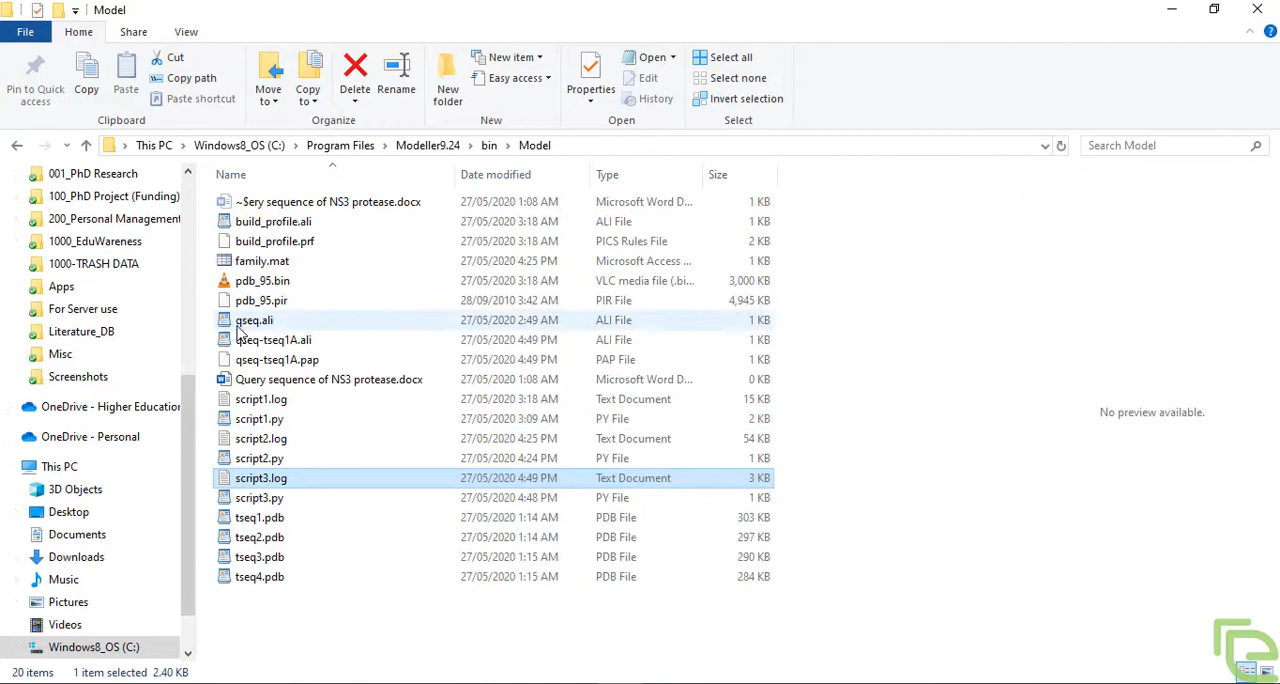 Model
File Home Share View
Pin to Quick access
Copy
Paste
Cut
Copy path
Paste shortcut
Clipboard
Move to
Copy to
Delete
Rename
Organize
New folder
New item
Easy access
New
Properties
Open
Edit
History
Open
Select all
Select none
Invert selection
Select
This PC › Windows8_OS (C:) › Program Files › Modeller9.24 › bin › Model
Search Model
001_PhD Research
100_PhD Project (Funding)
200_Personal Management
1000_EduWareness
1000-TRASH DATA
Apps
For Server use
Literature_DB
Misc
Screenshots
OneDrive - Higher Education
OneDrive - Personal
This PC
3D Objects
Desktop
Documents
Downloads
Music
Pictures
Videos
Windows8_OS (C:)
Name Date modified Type Size
~$ery sequence of NS3 protease.docx 27/05/2020 1:08 AM Microsoft Word D... 1 KB
build_profile.ali 27/05/2020 3:18 AM ALI File 1 KB
build_profile.prf 27/05/2020 3:18 AM PICS Rules File 2 KB
family.mat 27/05/2020 4:25 PM Microsoft Access ... 1 KB
pdb_95.bin 27/05/2020 3:18 AM VLC media file (.bi... 3,000 KB
pdb_95.pir 28/09/2010 3:42 AM PIR File 4,945 KB
qseq.ali 27/05/2020 2:49 AM ALI File 1 KB
qseq-tseq1A.ali 27/05/2020 4:49 PM ALI File 1 KB
qseq-tseq1A.pap 27/05/2020 4:49 PM PAP File 1 KB
Query sequence of NS3 protease.docx 27/05/2020 1:08 AM Microsoft Word D... 0 KB
script1.log 27/05/2020 3:18 AM Text Document 15 KB
script1.py 27/05/2020 3:09 AM PY File 2 KB
script2.log 27/05/2020 4:25 PM Text Document 54 KB
script2.py 27/05/2020 4:24 PM PY File 1 KB
script3.log 27/05/2020 4:49 PM Text Document 3 KB
script3.py 27/05/2020 4:48 PM PY File 1 KB
tseq1.pdb 27/05/2020 1:14 AM PDB File 303 KB
tseq2.pdb 27/05/2020 1:14 AM PDB File 297 KB
tseq3.pdb 27/05/2020 1:15 AM PDB File 290 KB
tseq4.pdb 27/05/2020 1:15 AM PDB File 284 KB
No preview available.
20 items 1 item selected 2.40 KB